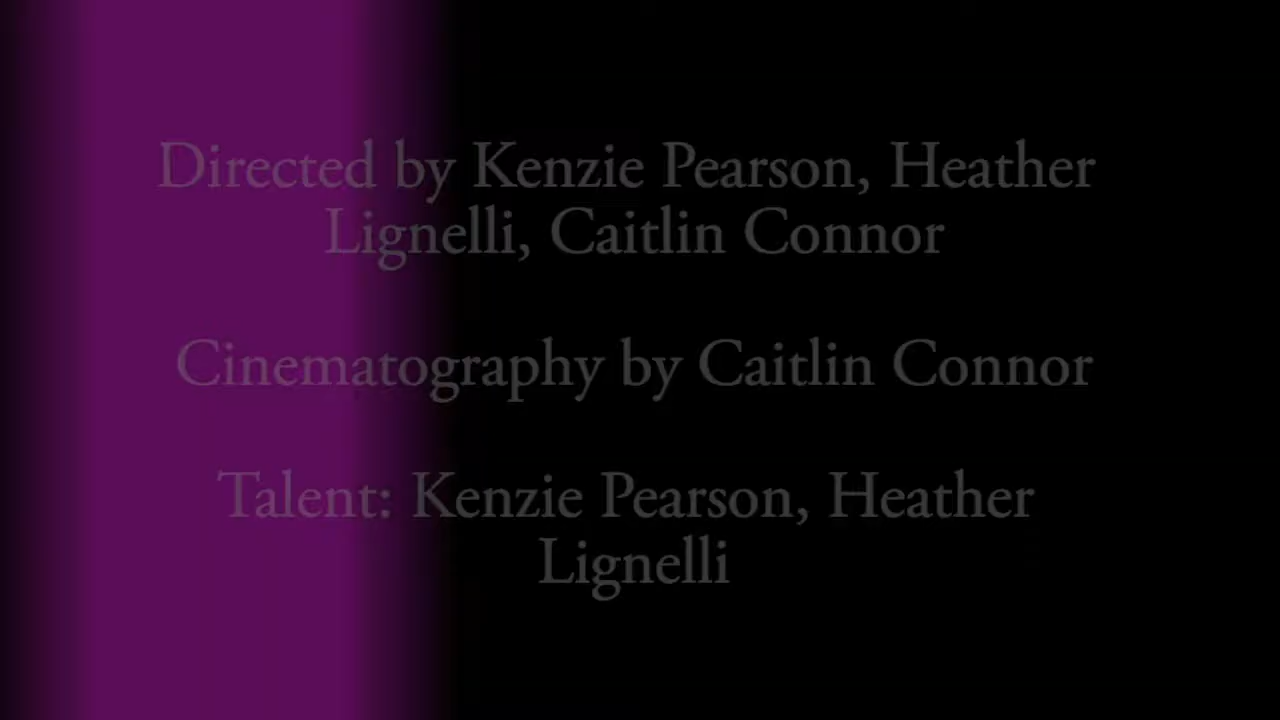 Directed by Kenzie Pearson, Heather
Lignelli, Caitlin Connor
Cinematography by Caitlin Connor
Talent: Kenzie Pearson, Heather
Lignelli